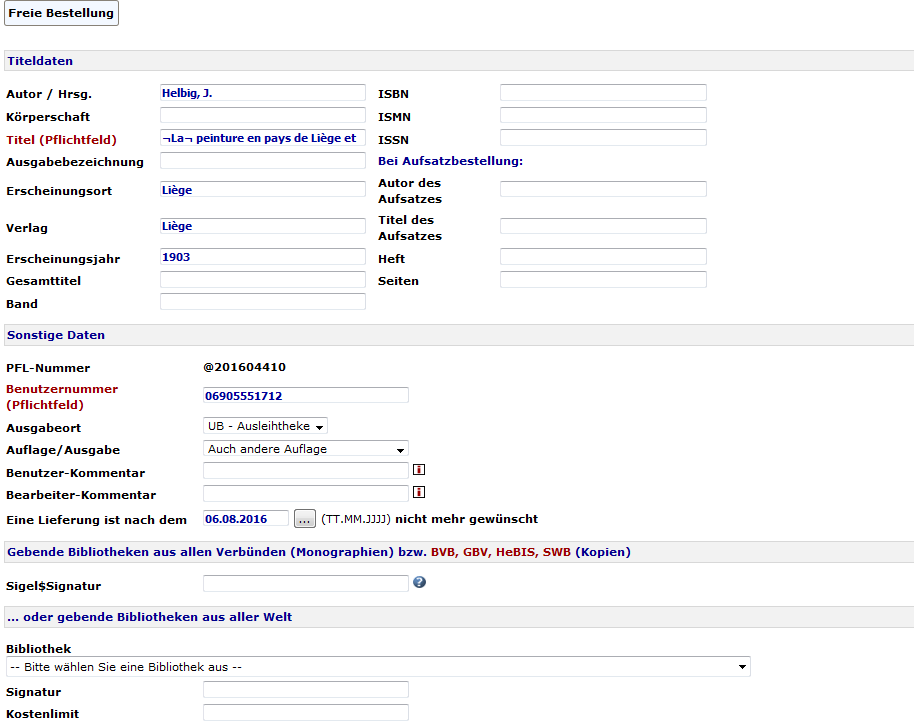 Freie Bestellung
Titeldaten
Autor / Hrsg. Helbig, J. ISBN
Körperschaft ISMN
Titel (Pflichtfeld) ¬La¬ peinture en pays de Liège et ISSN
Ausgabebezeichnung Bei Aufsatzbestellung:
Erscheinungsort Liège Autor des Aufsatzes
Verlag Liège Titel des Aufsatzes
Erscheinungsjahr 1903 Heft
Gesamttitel Seiten
Band
Sonstige Daten
PFL-Nummer @201604410
Benutzernummer (Pflichtfeld) 06905551712
Ausgabeort UB - Ausleihtheke
Auflage/Ausgabe Auch andere Auflage
Benutzer-Kommentar i
Bearbeiter-Kommentar i
Eine Lieferung ist nach dem 06.08.2016 ... (TT.MM.JJJJ) nicht mehr gewünscht
Gebende Bibliotheken aus allen Verbünden (Monographien) bzw. BVB, GBV, HeBIS, SWB (Kopien)
Sigel$Signatur ?
... oder gebende Bibliotheken aus aller Welt
Bibliothek
-- Bitte wählen Sie eine Bibliothek aus --
Signatur
Kostenlimit